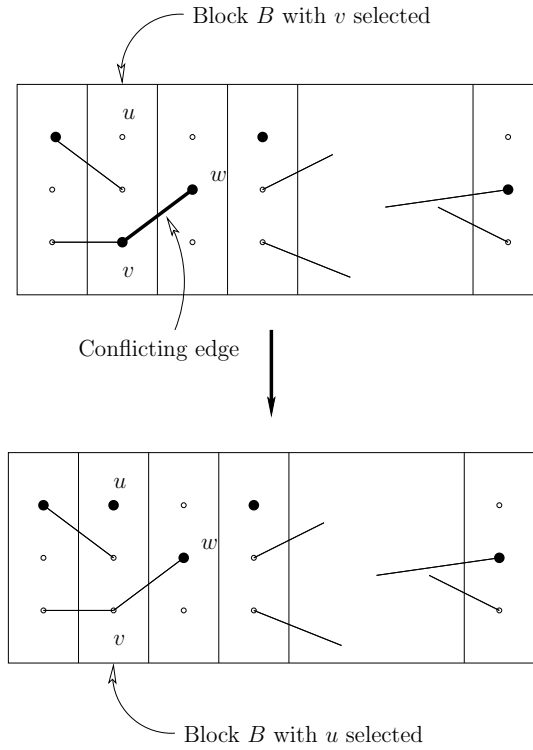 Block B with v selected
u
w
v
Conflicting edge
u
w
v
Block B with u selected